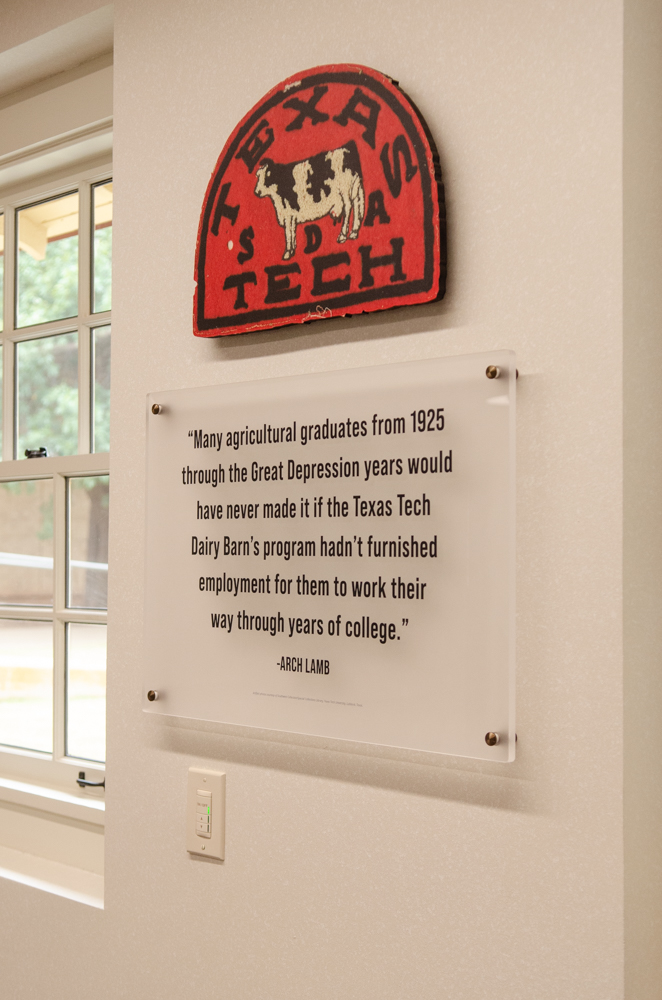 TEXAS
S D A
TECH
“Many agricultural graduates from 1925
through the Great Depression years would
have never made it if the Texas Tech
Dairy Barn’s program hadn’t furnished
employment for them to work their
way through years of college.”
-ARCH LAMB